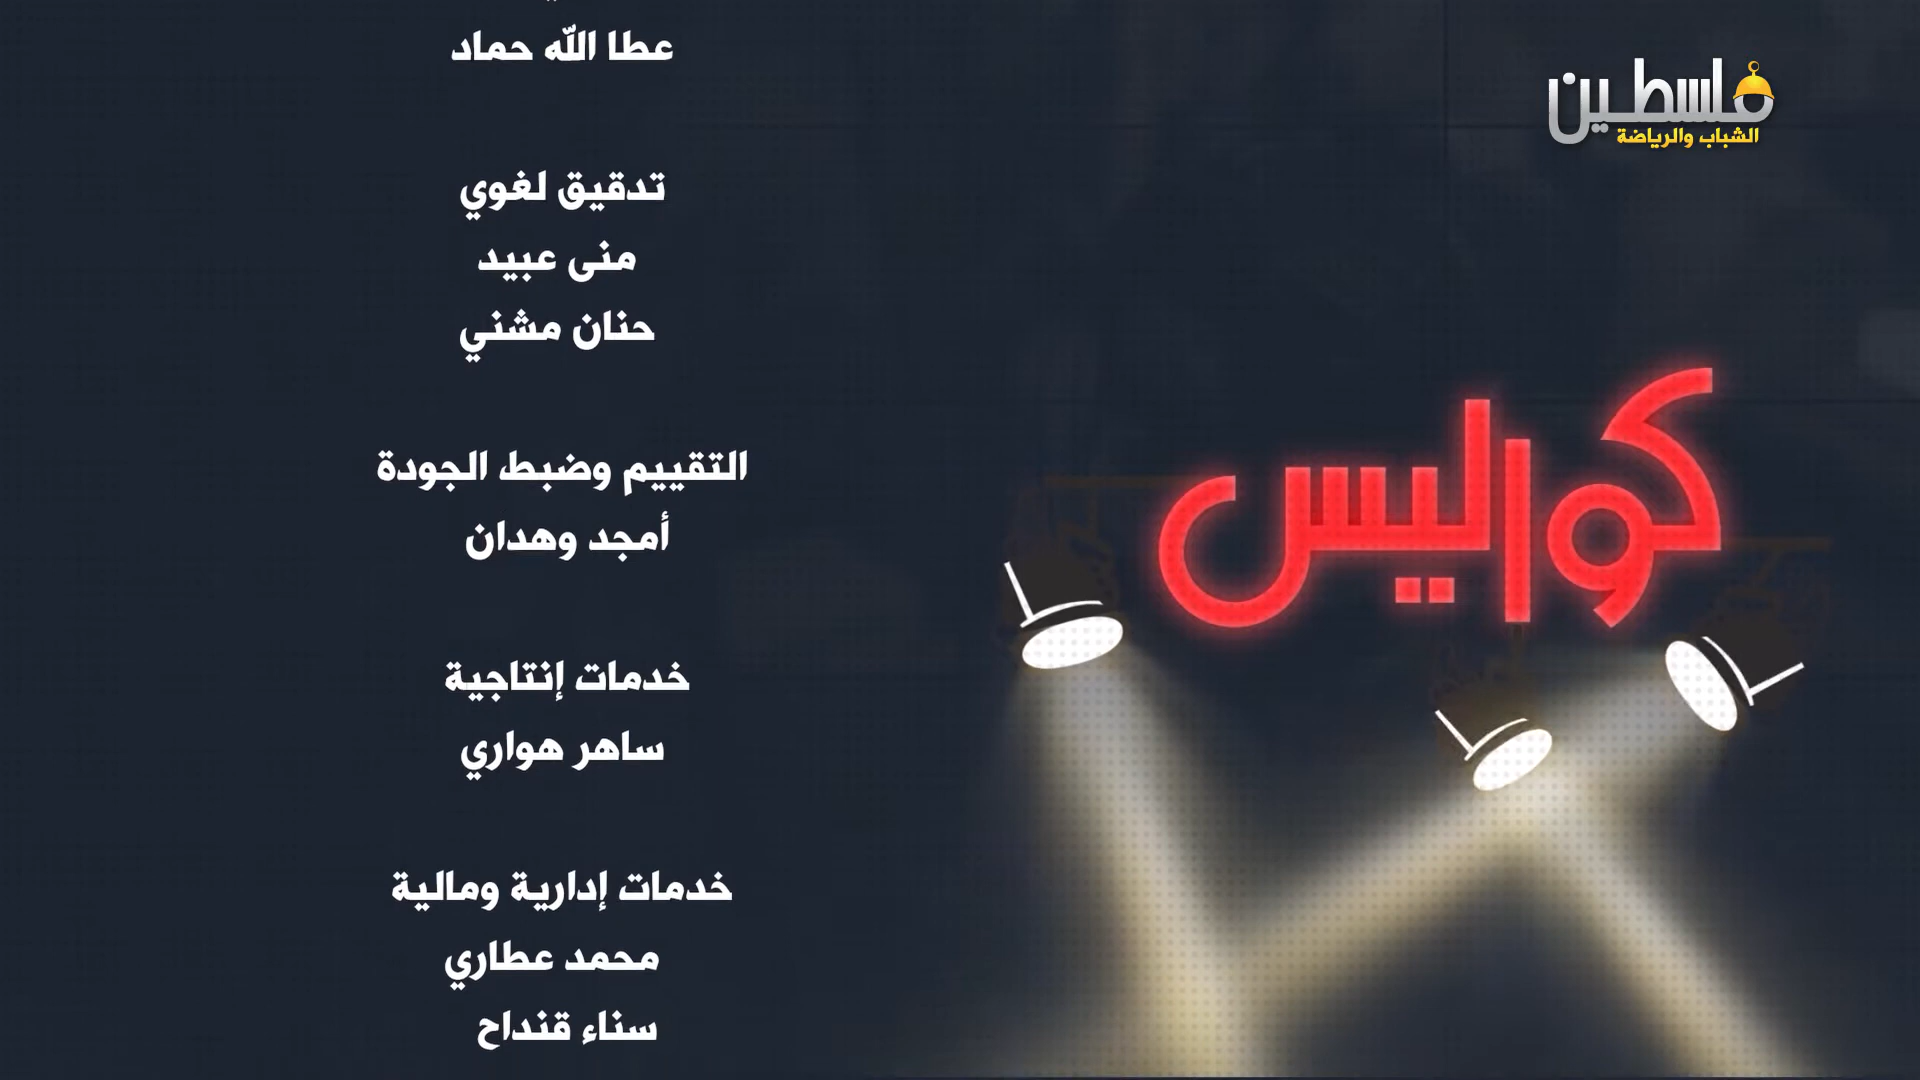 عطا الله حماد
تدقيق لغوي
منى عبيد
حنان مشني
التقييم وضبط الجودة
أمجد وهدان
خدمات إنتاجية
ساهر هواري
خدمات إدارية ومالية
محمد عطاري
سناء قنداح
فلسطين
الشباب والرياضة
كواليس